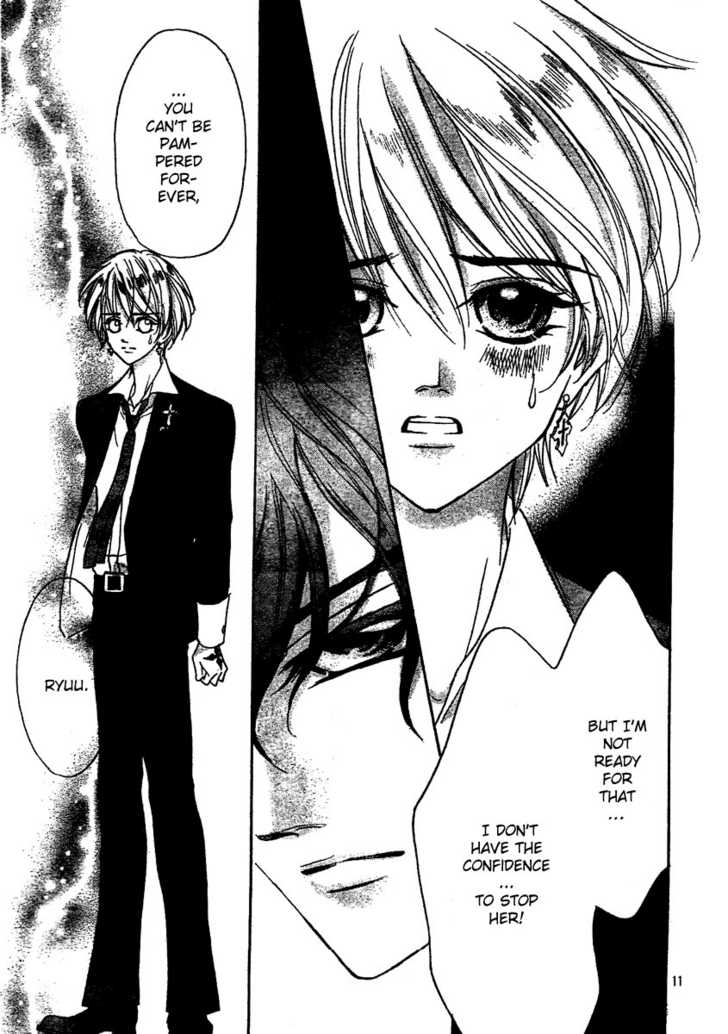 BUT I'M
NOT
READY
FOR
THAT
...
I DON'T
HAVE THE
CONFIDENCE
...
TO STOP
HER!
...
YOU
CAN'T BE
PAM-
PERED
FOR-
EVER,
RYUU.
11